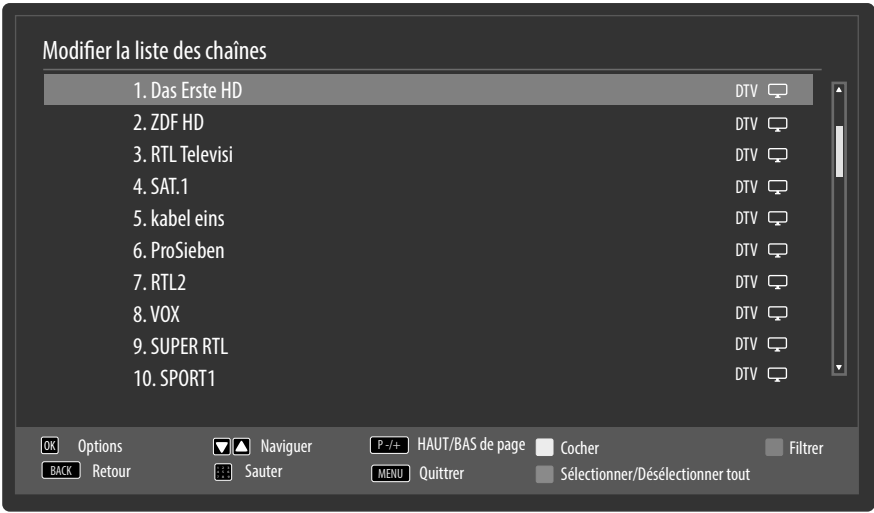 Modifier la liste des chaînes
1. Das Erste HD DTV
2. ZDF HD DTV
3. RTL Televisi DTV
4. SAT.1 DTV
5. kabel eins DTV
6. ProSieben DTV
7. RTL2 DTV
8. VOX DTV
9. SUPER RTL DTV
10. SPORT1 DTV
OK Options Naviguer P -/+ HAUT/BAS de page Cocher Filtrer
BACK Retour Sauter MENU Quittrer Sélectionner/Désélectionner tout